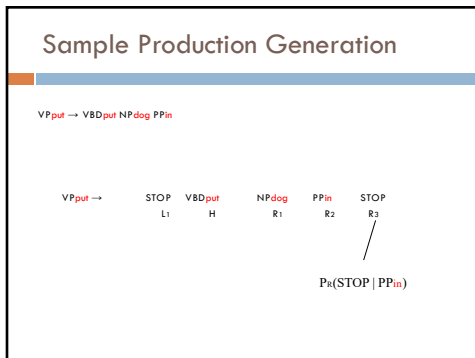 Sample Production Generation
VPput → VBDput NPdog PPin
VPput → STOP VBDput NPdog PPin STOP
L1 H R1 R2 R3
PR(STOP | PPin)